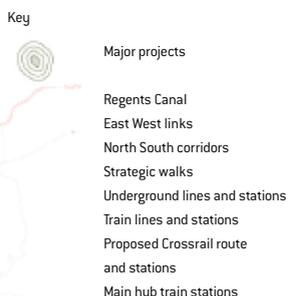 Key
Major projects
Regents Canal
East West links
North South corridors
Strategic walks
Underground lines and stations
Train lines and stations
Proposed Crossrail route
and stations
Main hub train stations